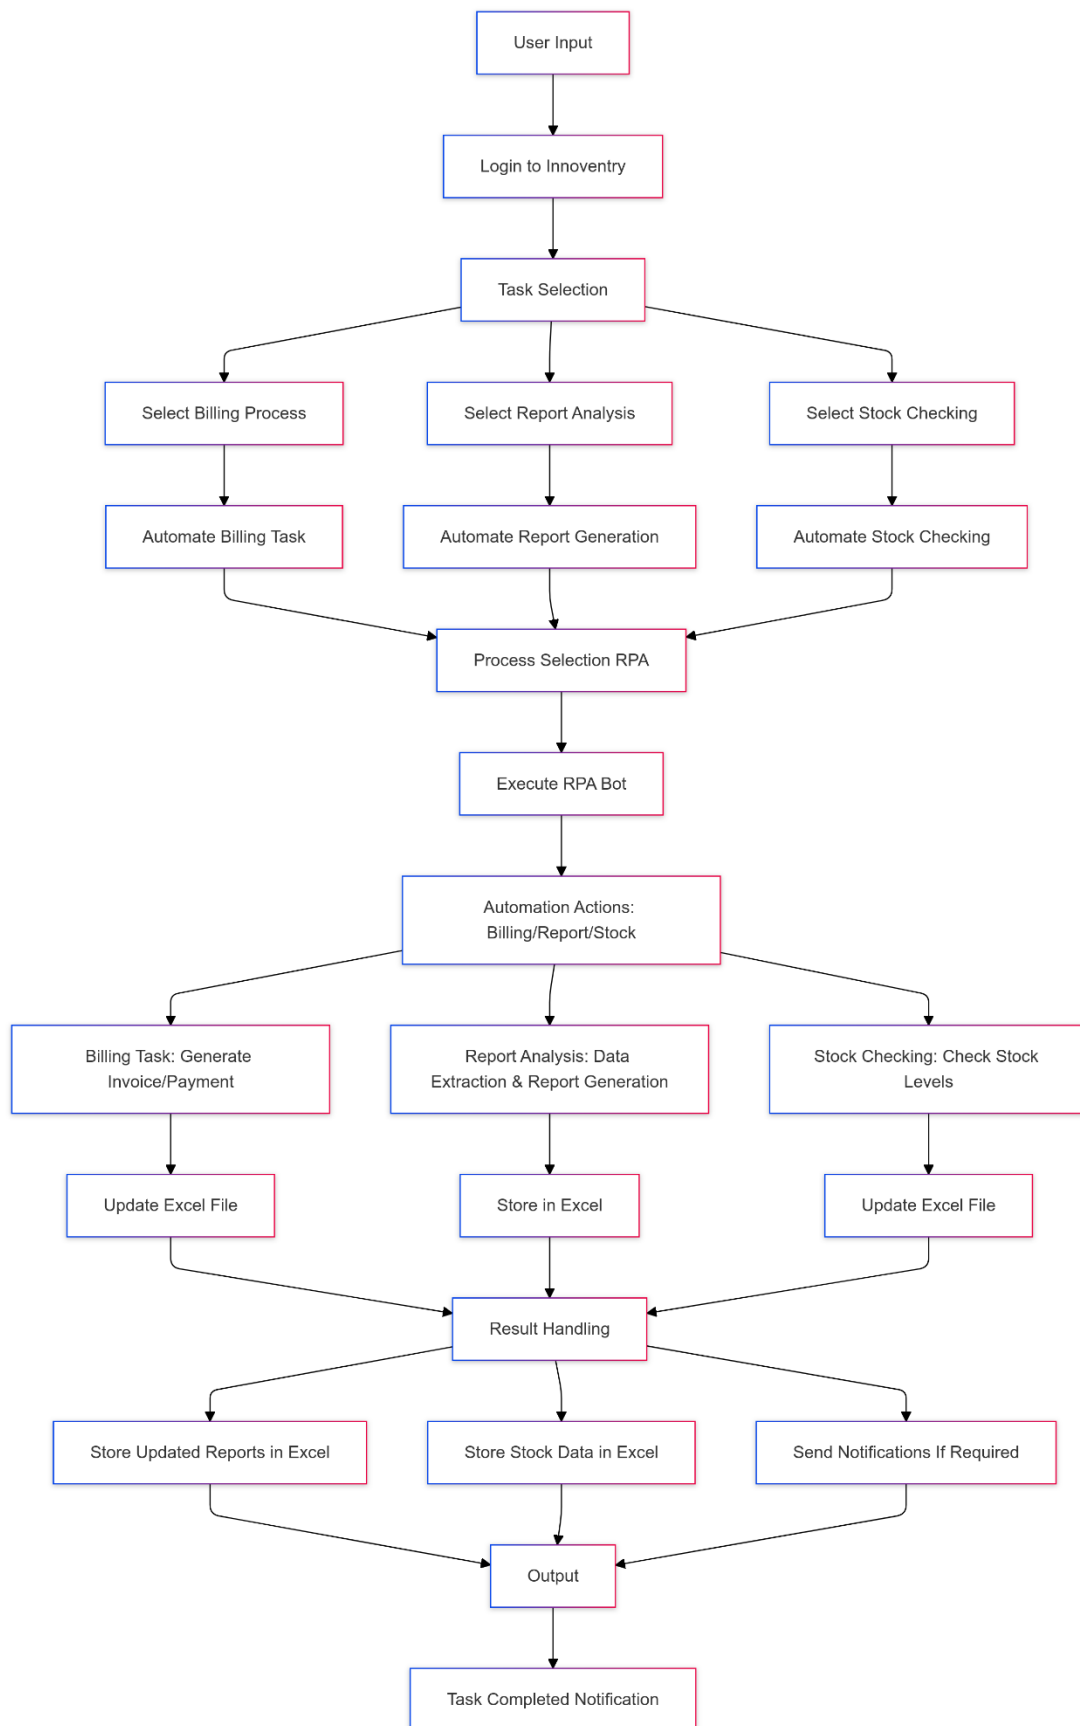 User Input
Login to Innoventry
Task Selection
Select Billing Process
Select Report Analysis
Select Stock Checking
Automate Billing Task
Automate Report Generation
Automate Stock Checking
Process Selection RPA
Execute RPA Bot
Automation Actions:
Billing/Report/Stock
Billing Task: Generate
Invoice/Payment
Report Analysis: Data
Extraction & Report Generation
Stock Checking: Check Stock
Levels
Update Excel File
Store in Excel
Update Excel File
Result Handling
Store Updated Reports in Excel
Store Stock Data in Excel
Send Notifications If Required
Output
Task Completed Notification